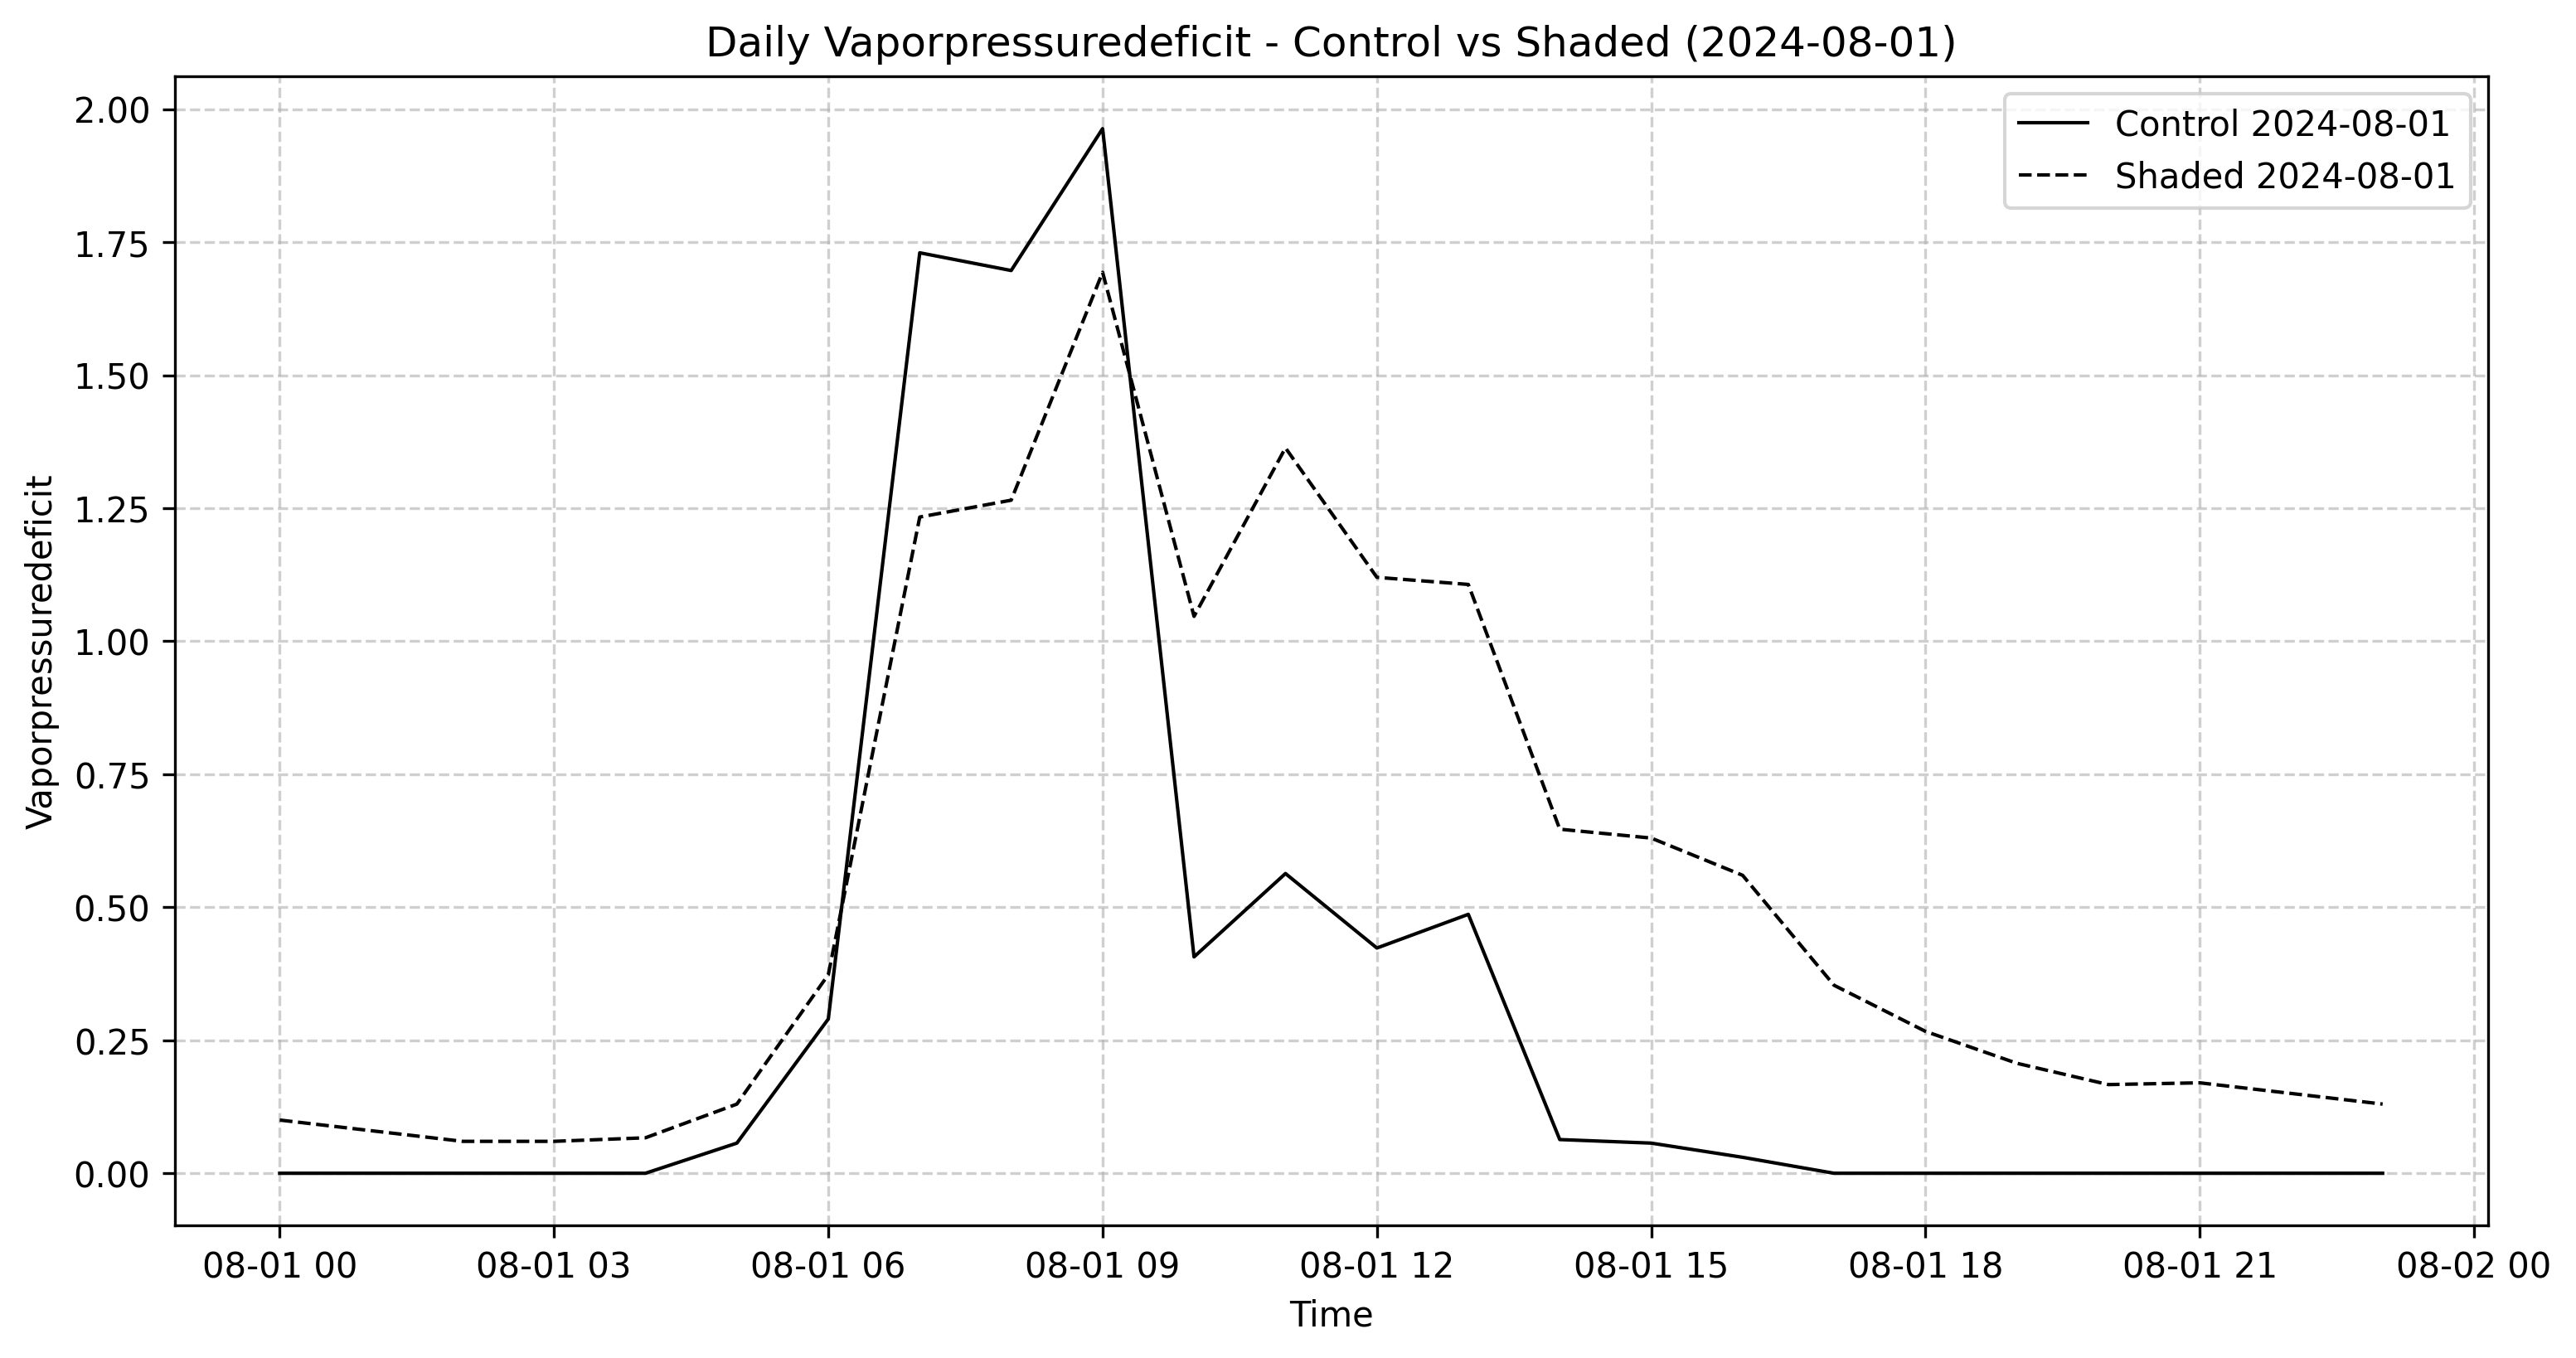 Daily Vaporpressuredeficit - Control vs Shaded (2024-08-01)
Control 2024-08-01
Shaded 2024-08-01
Vaporpressuredeficit
2.00
1.75
1.50
1.25
1.00
0.75
0.50
0.25
0.00
08-01 00 08-01 03 08-01 06 08-01 09 08-01 12 08-01 15 08-01 18 08-01 21 08-02 00
Time